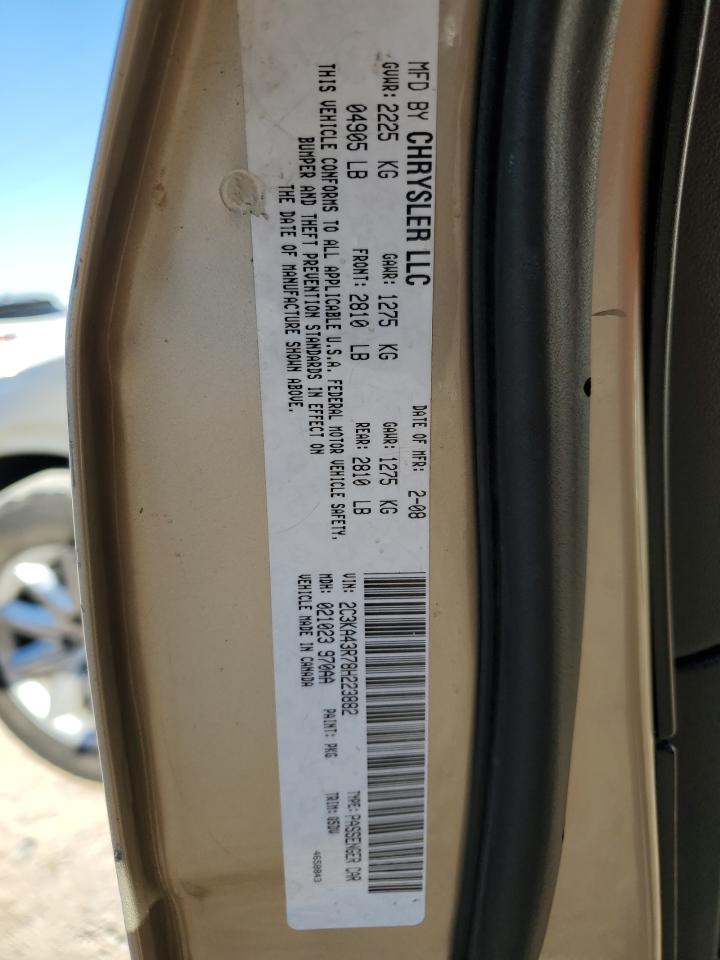 MFD BY CHRYSLER LLC DATE OF MFR: 2-08
GVWR: 2225 KG GAWR: 1275 KG GAWR: 1275 KG
04905 LB FRONT: 2810 LB REAR: 2810 LB
THIS VEHICLE CONFORMS TO ALL APPLICABLE U.S.A. FEDERAL MOTOR VEHICLE SAFETY,
BUMPER AND THEFT PREVENTION STANDARDS IN EFFECT ON
THE DATE OF MANUFACTURE SHOWN ABOVE.
VIN: 2C3KA43R78H223882 TYPE: PASSENGER CAR
MDH: 021023 970AA PAINT: PKG TRIM: U5DV
VEHICLE MADE IN CANADA 4658043